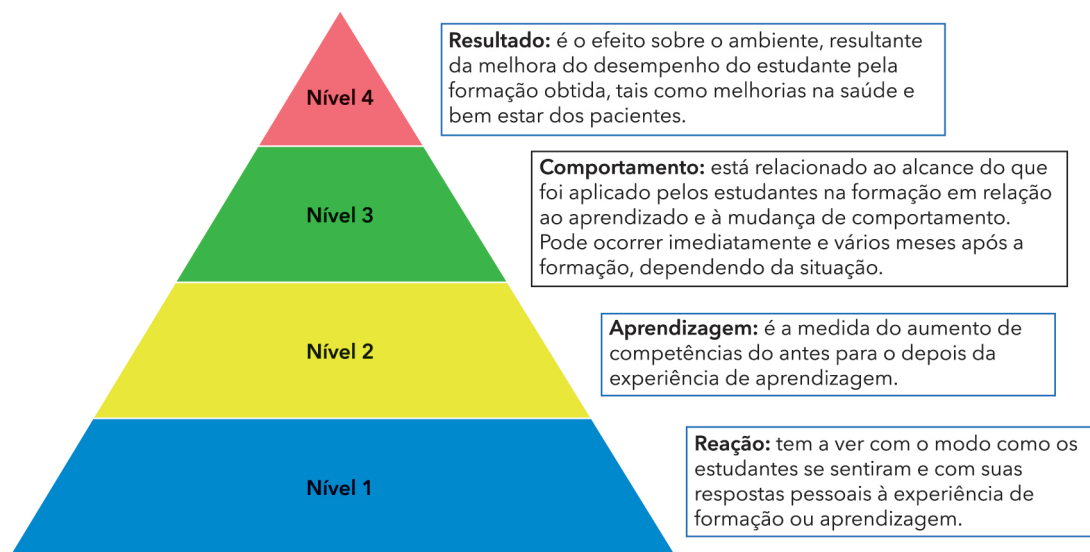 Nível 4
Resultado: é o efeito sobre o ambiente, resultante
da melhora do desempenho do estudante pela
formação obtida, tais como melhorias na saúde e
bem estar dos pacientes.
Nível 3
Comportamento: está relacionado ao alcance do que
foi aplicado pelos estudantes na formação em relação
ao aprendizado e à mudança de comportamento.
Pode ocorrer imediatamente e vários meses após a
formação, dependendo da situação.
Nível 2
Aprendizagem: é a medida do aumento de
competências do antes para o depois da
experiência de aprendizagem.
Nível 1
Reação: tem a ver com o modo como os
estudantes se sentiram e com suas
respostas pessoais à experiência de
formação ou aprendizagem.